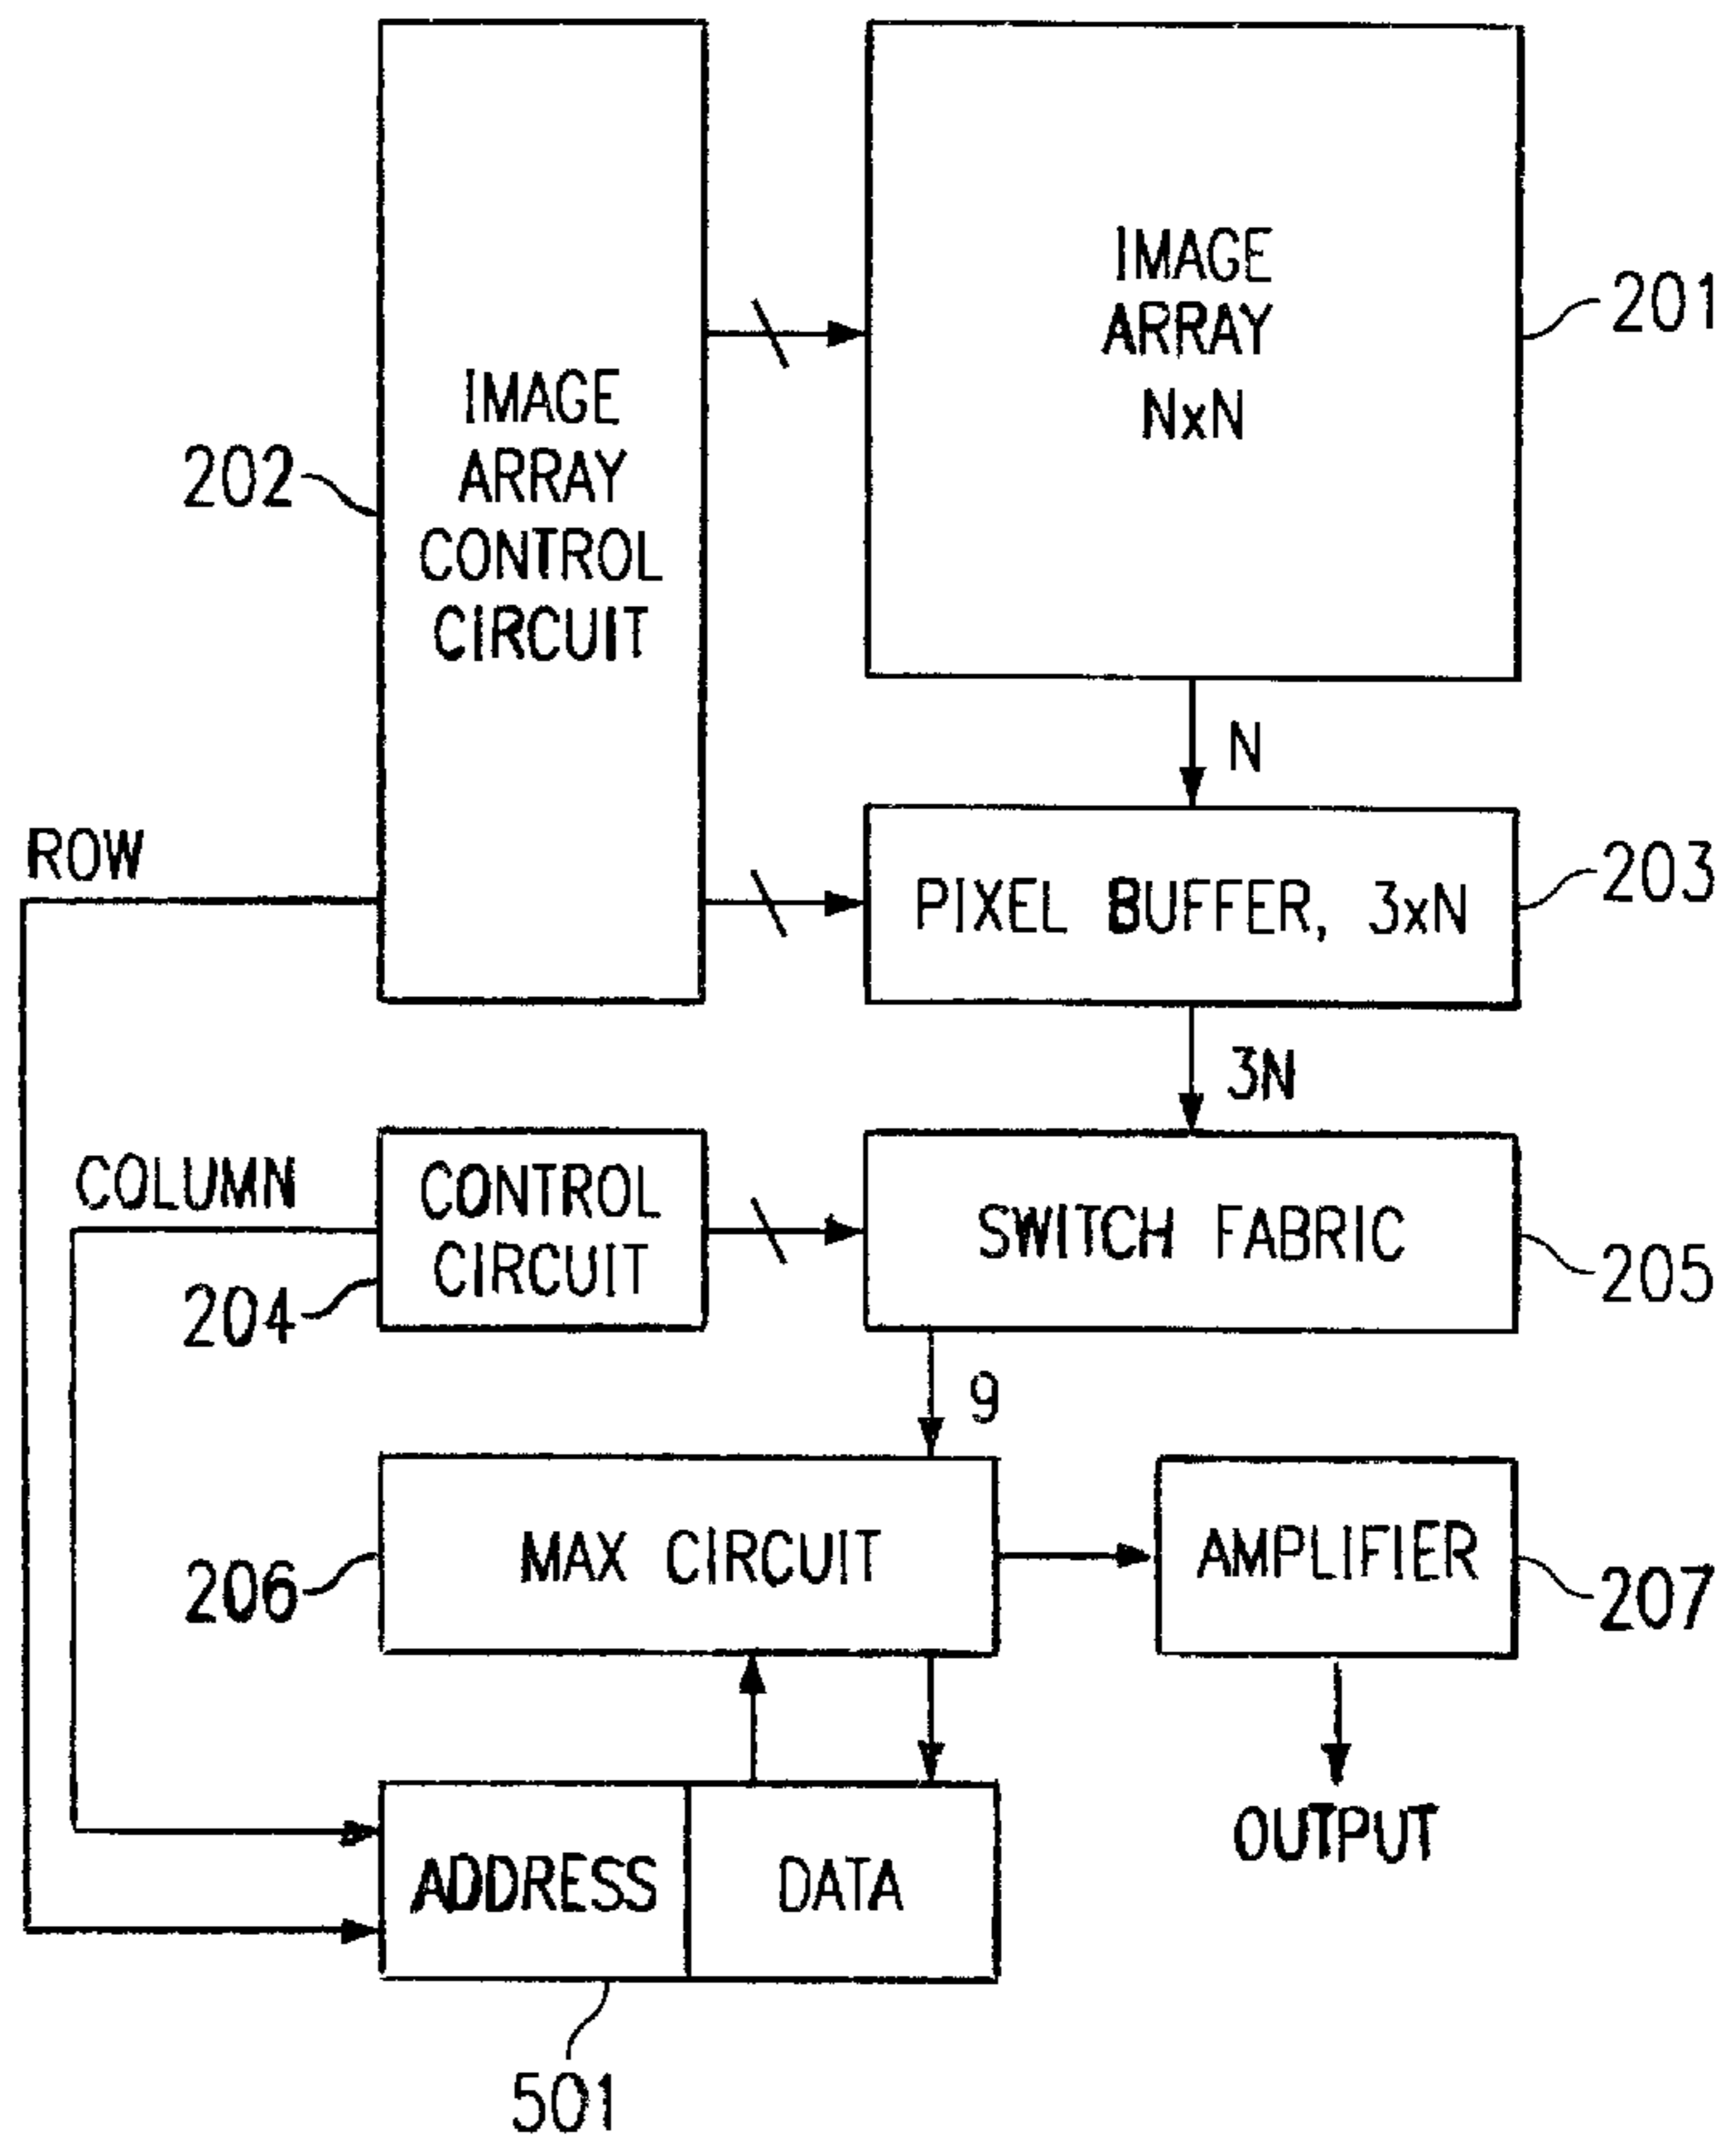 IMAGE
ARRAY
NxN
201
IMAGE
ARRAY
CONTROL
CIRCUIT
202
N
ROW
PIXEL BUFFER, 3xN
203
3N
COLUMN
CONTROL
CIRCUIT
204
SWITCH FABRIC
205
9
MAX CIRCUIT
206
AMPLIFIER
207
OUTPUT
ADDRESS
DATA
501